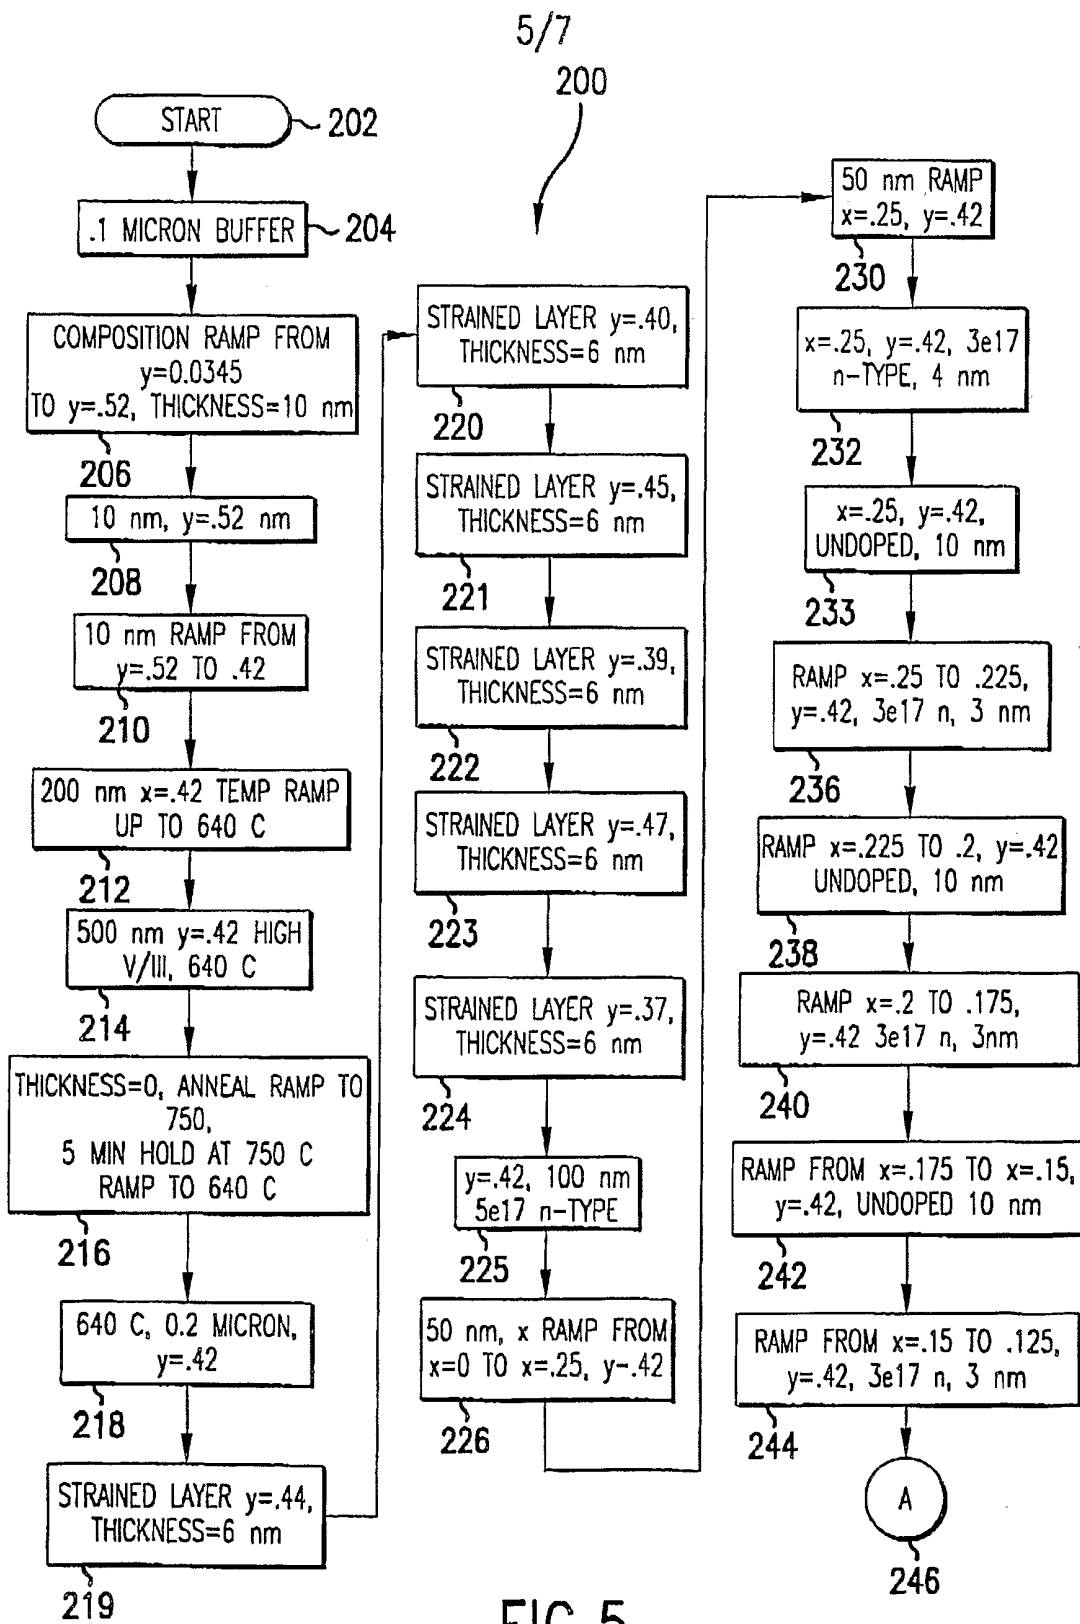 5/7
200
START
202
.1 MICRON BUFFER
204
COMPOSITION RAMP FROM
y=0.0345
TO y=.52, THICKNESS=10 nm
206
10 nm, y=.52 nm
208
10 nm RAMP FROM
y=.52 TO .42
210
200 nm x=.42 TEMP RAMP
UP TO 640 C
212
500 nm y=.42 HIGH
V/III, 640 C
214
THICKNESS=0, ANNEAL RAMP TO
750,
5 MIN HOLD AT 750 C
RAMP TO 640 C
216
640 C, 0.2 MICRON,
y=.42
218
STRAINED LAYER y=.44,
THICKNESS=6 nm
219
STRAINED LAYER y=.40,
THICKNESS=6 nm
220
STRAINED LAYER y=.45,
THICKNESS=6 nm
221
STRAINED LAYER y=.39,
THICKNESS=6 nm
222
STRAINED LAYER y=.47,
THICKNESS=6 nm
223
STRAINED LAYER y=.37,
THICKNESS=6 nm
224
y=.42, 100 nm
5e17 n-TYPE
225
50 nm, x RAMP FROM
x=0 TO x=.25, y-.42
226
50 nm RAMP
x=.25, y=.42
230
x=.25, y=.42, 3e17
n-TYPE, 4 nm
232
x=.25, y=.42,
UNDOPED, 10 nm
233
RAMP x=.25 TO .225,
y=.42, 3e17 n, 3 nm
236
RAMP x=.225 TO .2, y=.42
UNDOPED, 10 nm
238
RAMP x=.2 TO .175,
y=.42 3e17 n, 3nm
240
RAMP FROM x=.175 TO x=.15,
y=.42, UNDOPED 10 nm
242
RAMP FROM x=.15 TO .125,
y=.42, 3e17 n, 3 nm
244
A
246
FIG. 5